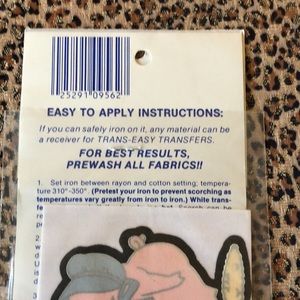 25291 09562
EASY TO APPLY INSTRUCTIONS:
If you can safely iron on it, any material can be
a receiver for TRANS-EASY TRANSFERS.
FOR BEST RESULTS,
PREWASH ALL FABRICS!!
1. Set iron between rayon and cotton setting; tempera-
ture 310°-350°. (Pretest your iron to prevent scorching as
temperatures vary greatly from iron to iron.) While trans-